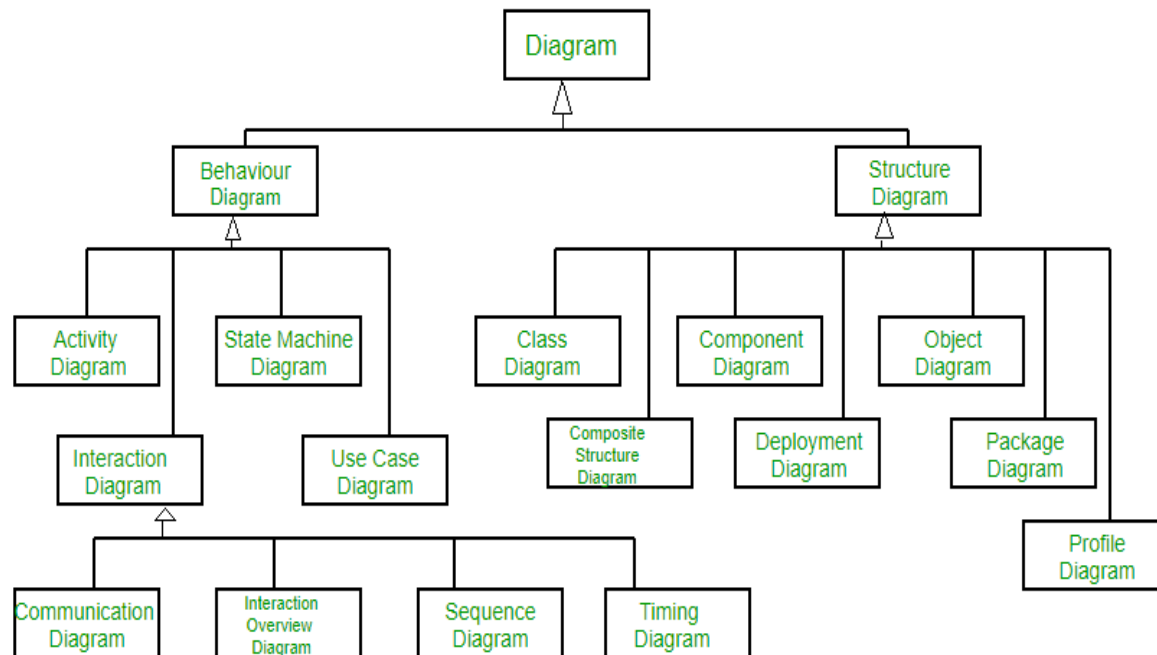 Diagram
Behaviour
Diagram
Structure
Diagram
Activity
Diagram
State Machine
Diagram
Class
Diagram
Component
Diagram
Object
Diagram
Interaction
Diagram
Use Case
Diagram
Composite
Structure
Diagram
Deployment
Diagram
Package
Diagram
Profile
Diagram
Communication
Diagram
Interaction
Overview
Diagram
Sequence
Diagram
Timing
Diagram